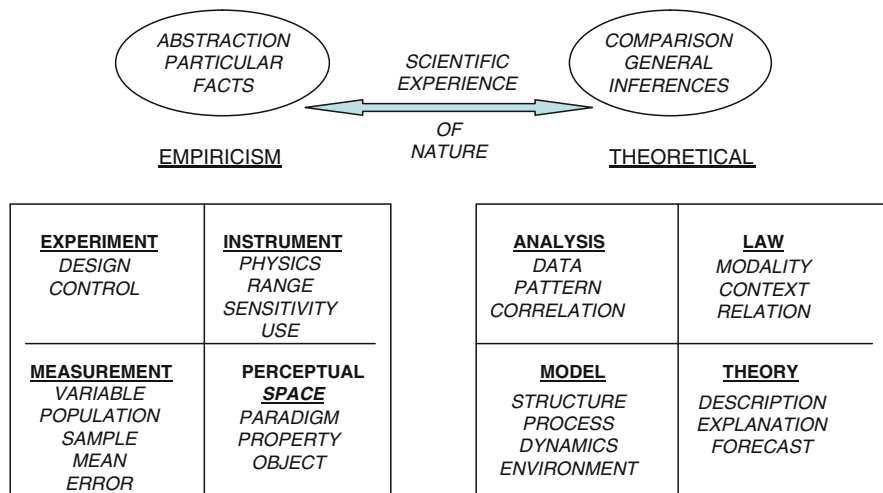 ABSTRACTION
PARTICULAR
FACTS
SCIENTIFIC
EXPERIENCE
OF
NATURE
COMPARISON
GENERAL
INFERENCES
EMPIRICISM
THEORETICAL
EXPERIMENT
DESIGN
CONTROL
INSTRUMENT
PHYSICS
RANGE
SENSITIVITY
USE
MEASUREMENT
VARIABLE
POPULATION
SAMPLE
MEAN
ERROR
PERCEPTUAL
SPACE
PARADIGM
PROPERTY
OBJECT
ANALYSIS
DATA
PATTERN
CORRELATION
LAW
MODALITY
CONTEXT
RELATION
MODEL
STRUCTURE
PROCESS
DYNAMICS
ENVIRONMENT
THEORY
DESCRIPTION
EXPLANATION
FORECAST